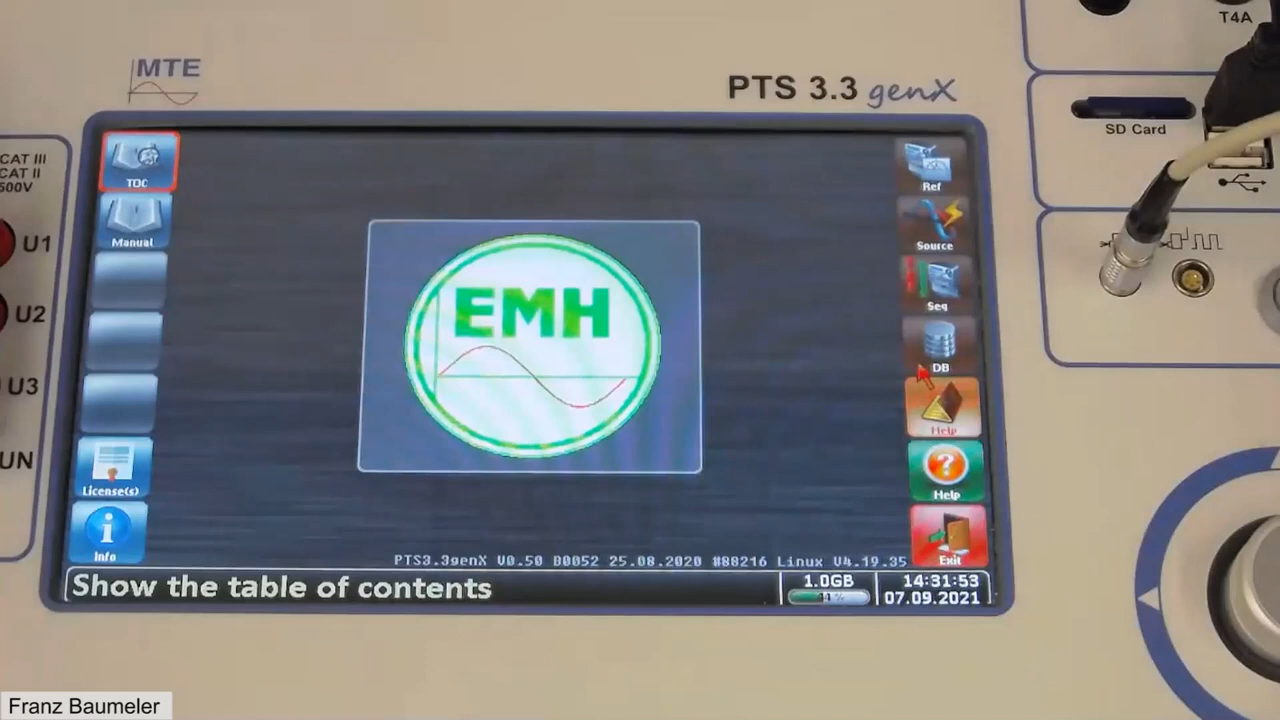 MTE
PTS 3.3 genX
T4A
SD Card
CAT III
CAT II
500V
U1
U2
U3
UN
TOC
Manual
License(s)
Info
EMH
Ref
Source
Seq
DB
Help
Help
Exit
PTS3.3genX V0.50 B0052 25.08.2020 #88216 Linux V4.19.35
Show the table of contents
1.0GB
44 %
14:31:53
07.09.2021
Franz Baumeler